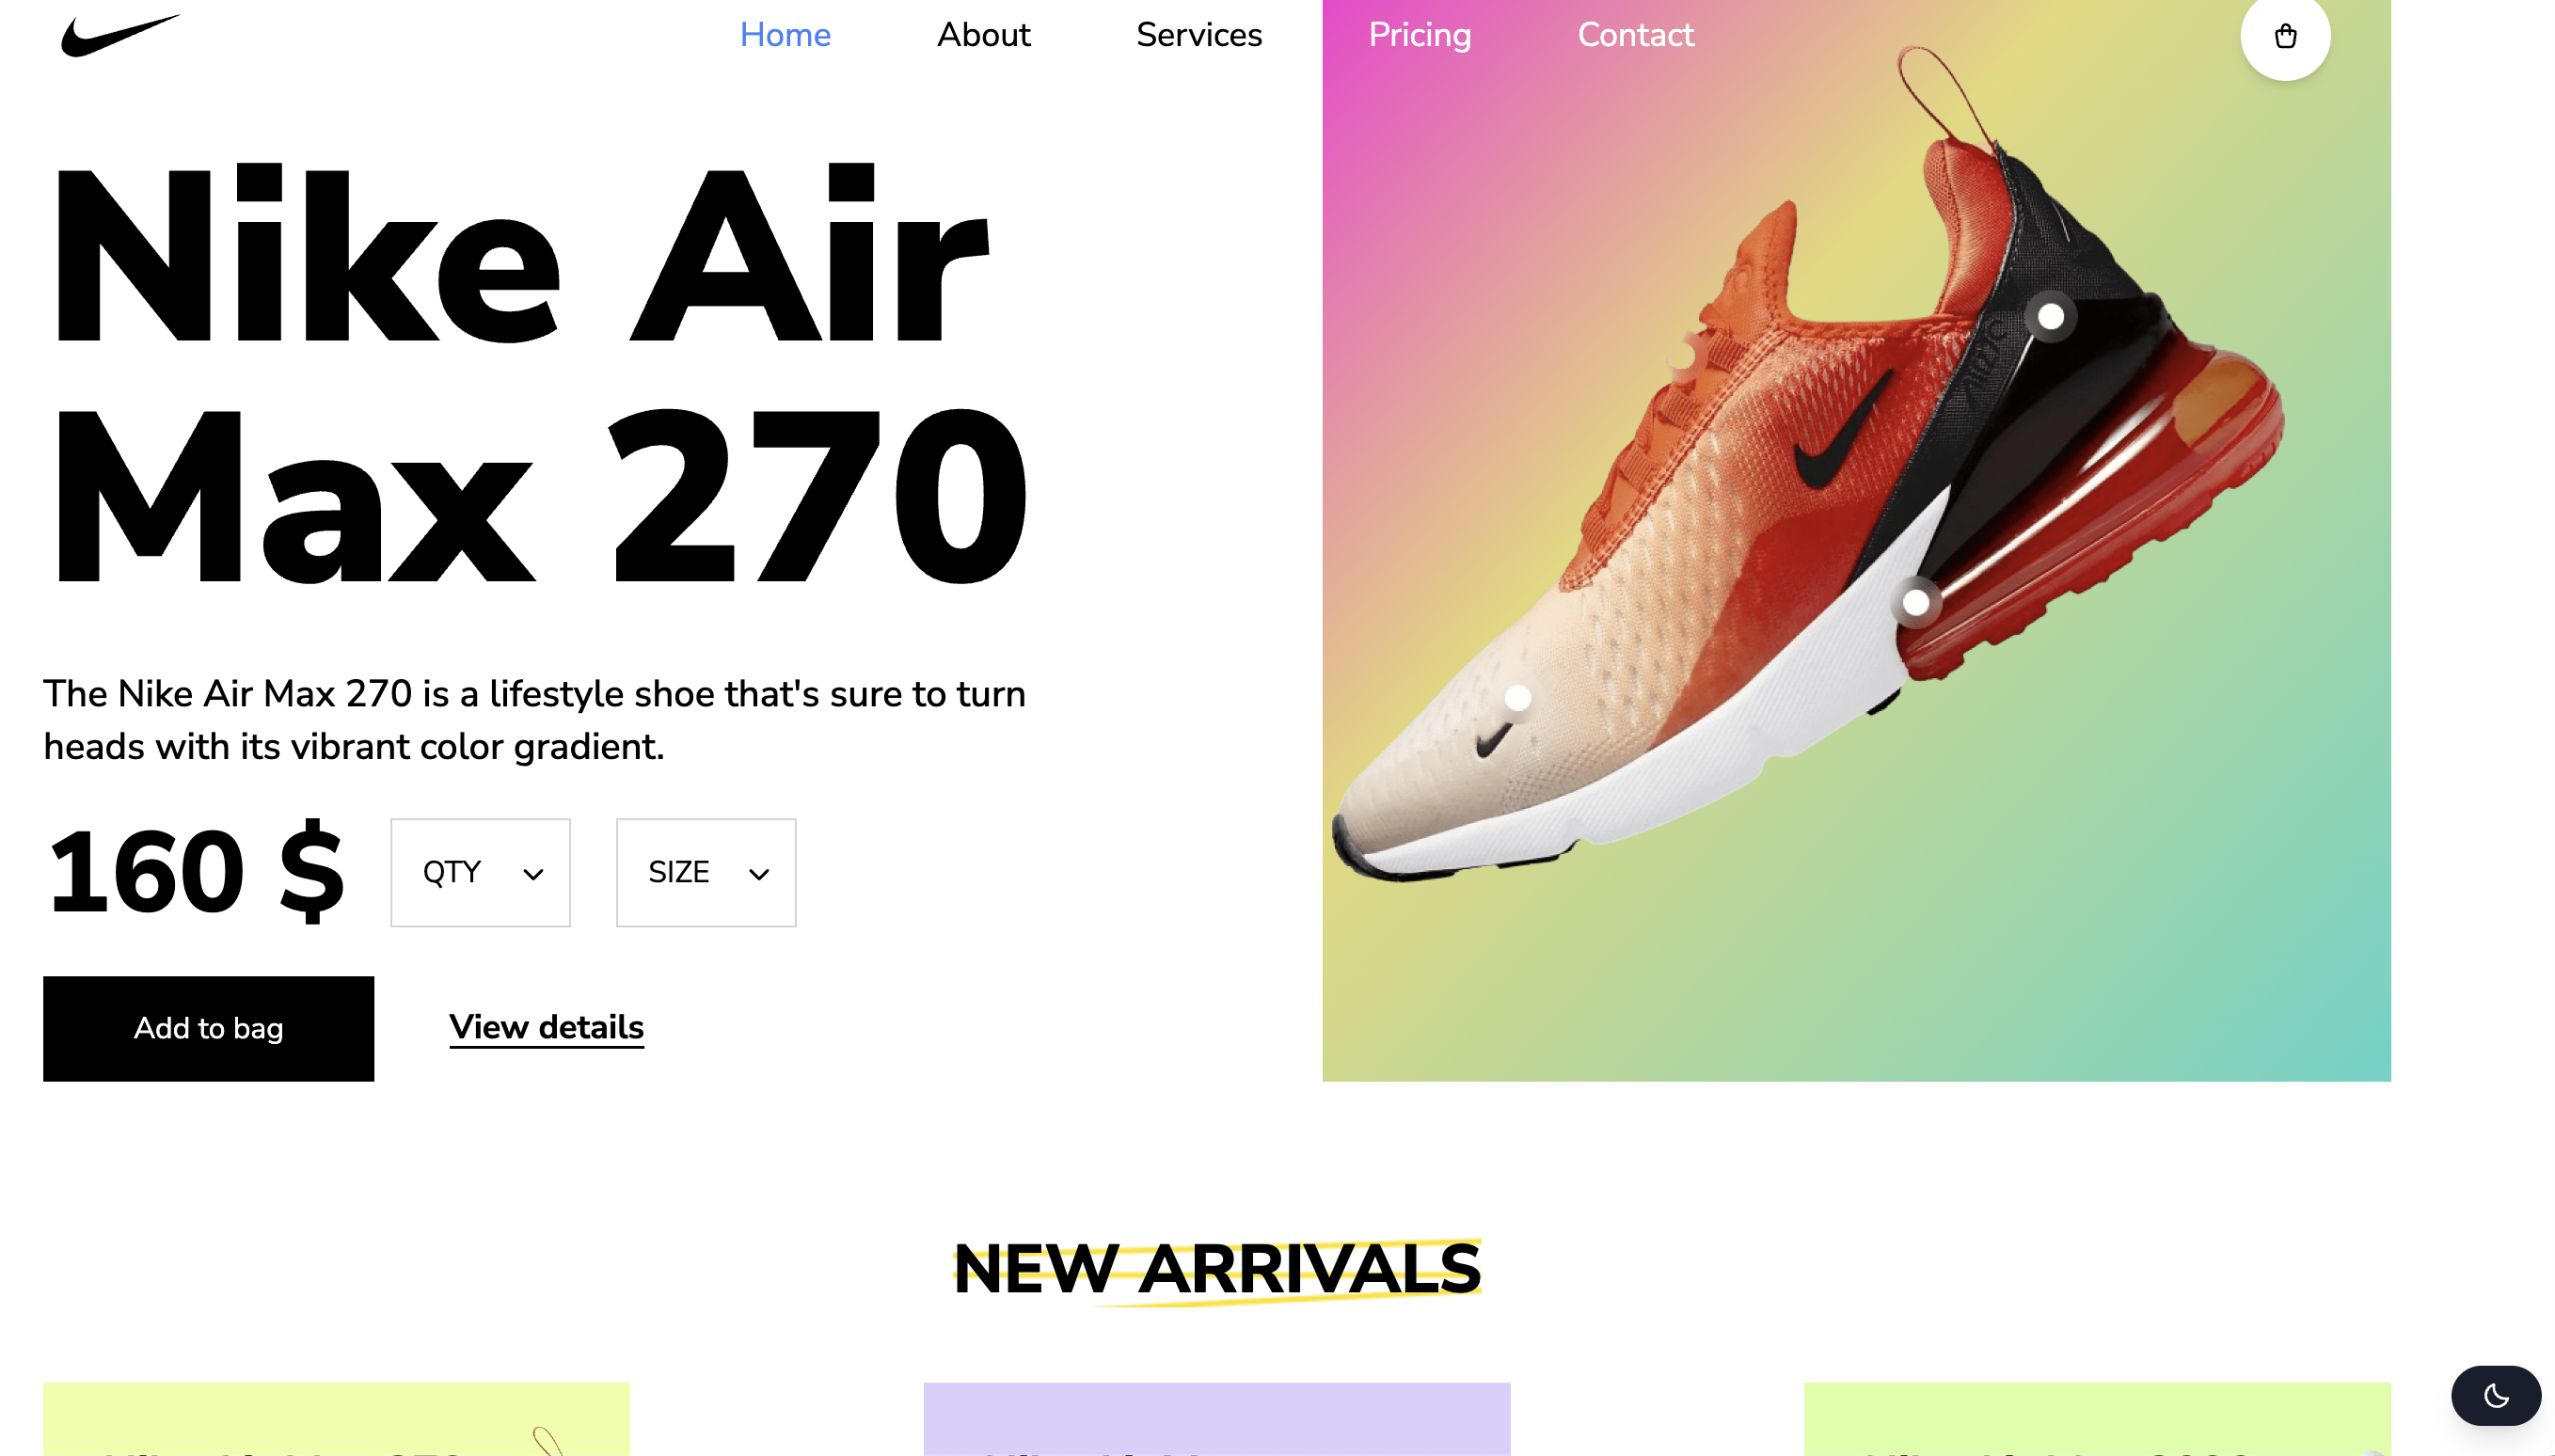 Home About Services Pricing Contact
Nike Air
Max 270
The Nike Air Max 270 is a lifestyle shoe that's sure to turn
heads with its vibrant color gradient.
160 $ QTY SIZE
Add to bag View details
NEW ARRIVALS